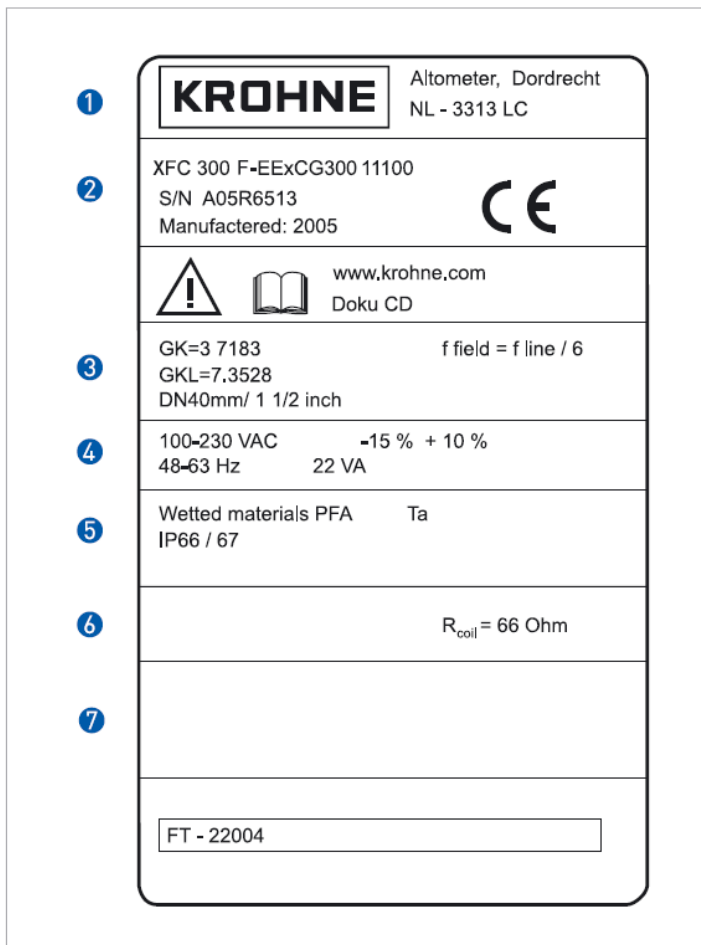 1
KROHNE
Altometer, Dordrecht
NL - 3313 LC
2
XFC 300 F-EExCG300 11100
S/N A05R6513
Manufactered: 2005
CE
www.krohne.com
Doku CD
3
GK=3 7183 f field = f line / 6
GKL=7.3528
DN40mm/ 1 1/2 inch
4
100-230 VAC -15 % + 10 %
48-63 Hz 22 VA
5
Wetted materials PFA Ta
IP66 / 67
6
Rcoil = 66 Ohm
7
FT - 22004